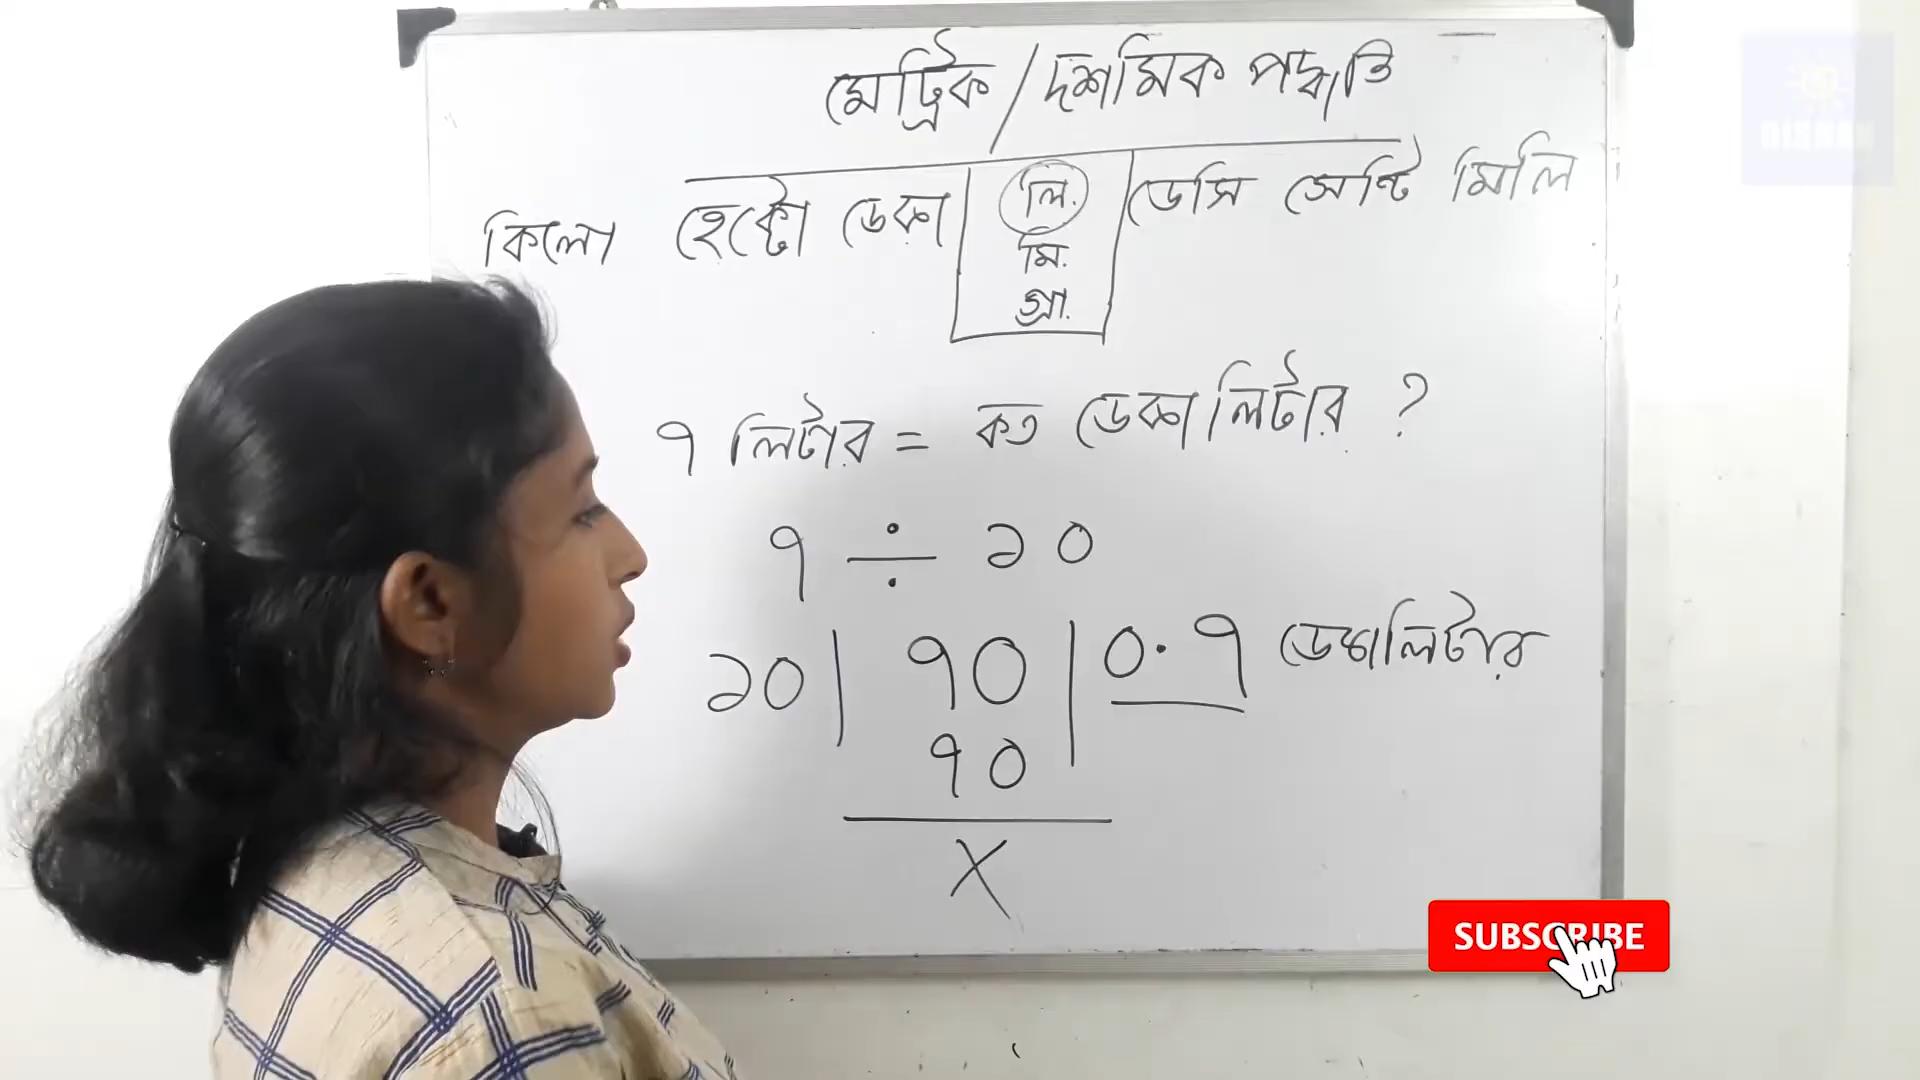 মেট্রিক / দশমিক পদ্ধতি
কিলো হেক্টো ডেকা লি. ডেসি সেন্টি মিলি
মি.
গ্রা.
৭ লিটার = কত ডেকা লিটার ?
৭ ÷ ১০
১০ | ৭০ | ০.৭ ডেকালিটার
৭০
X
SUBSCRIBE